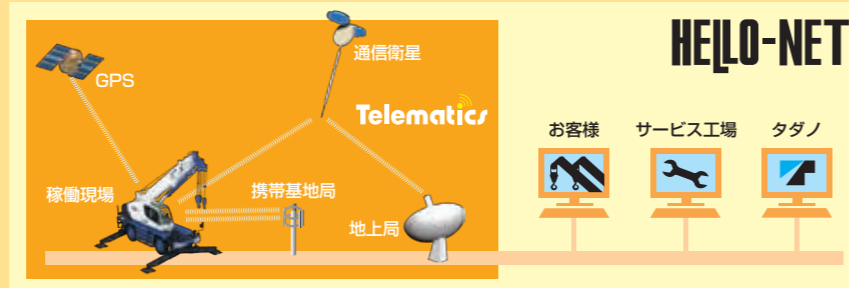 HELLO-NET
通信衛星
GPS
Telematics
お客様
サービス工場
タダノ
稼働現場
携帯基地局
地上局